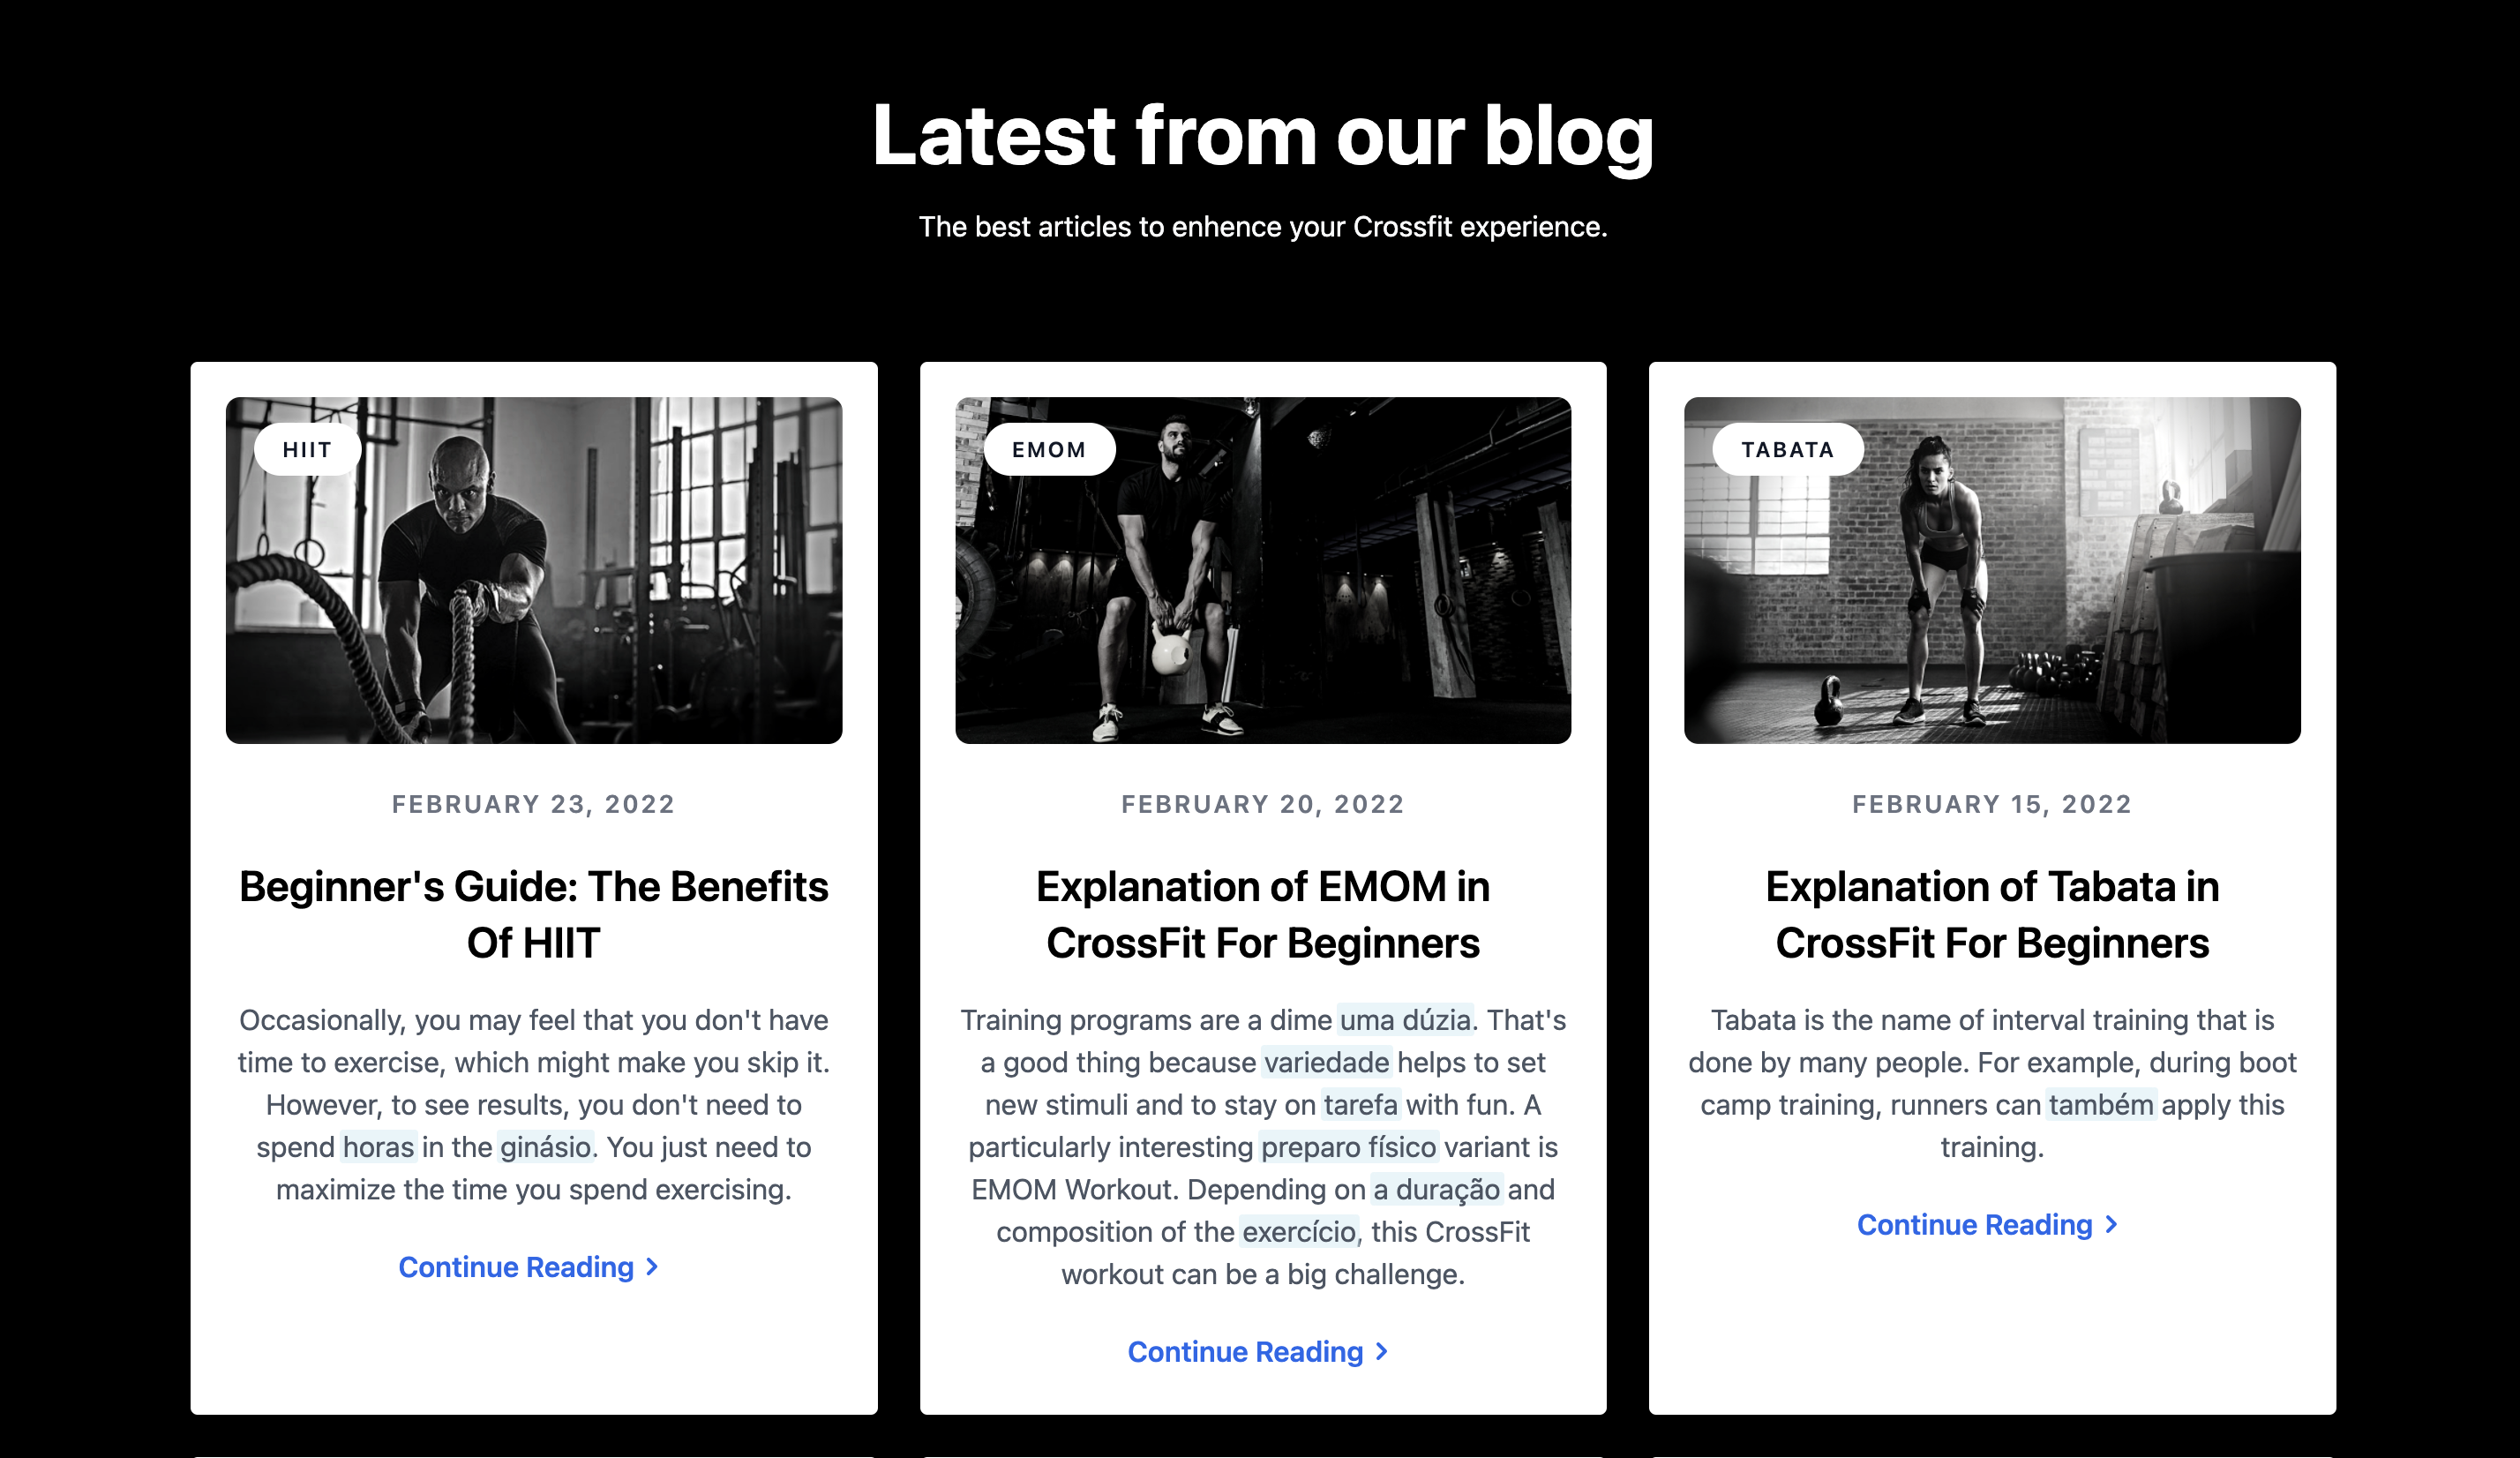 Latest from our blog
The best articles to enhence your Crossfit experience.
HIIT
FEBRUARY 23, 2022
Beginner's Guide: The Benefits
Of HIIT
Occasionally, you may feel that you don't have
time to exercise, which might make you skip it.
However, to see results, you don't need to
spend horas in the ginásio. You just need to
maximize the time you spend exercising.
Continue Reading
EMOM
FEBRUARY 20, 2022
Explanation of EMOM in
CrossFit For Beginners
Training programs are a dime uma dúzia. That's
a good thing because variedade helps to set
new stimuli and to stay on tarefa with fun. A
particularly interesting preparo físico variant is
EMOM Workout. Depending on a duração and
composition of the exercício, this CrossFit
workout can be a big challenge.
Continue Reading
TABATA
FEBRUARY 15, 2022
Explanation of Tabata in
CrossFit For Beginners
Tabata is the name of interval training that is
done by many people. For example, during boot
camp training, runners can também apply this
training.
Continue Reading